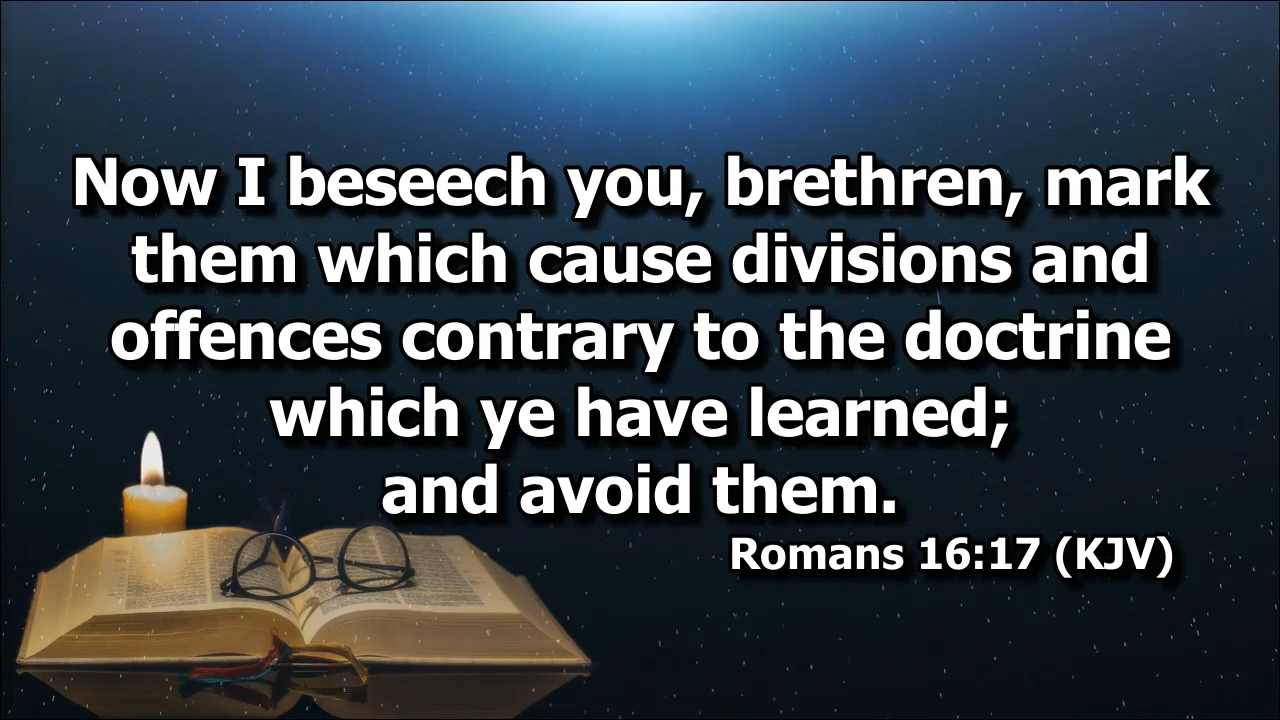 Now I beseech you, brethren, mark
them which cause divisions and
offences contrary to the doctrine
which ye have learned;
and avoid them.
Romans 16:17 (KJV)